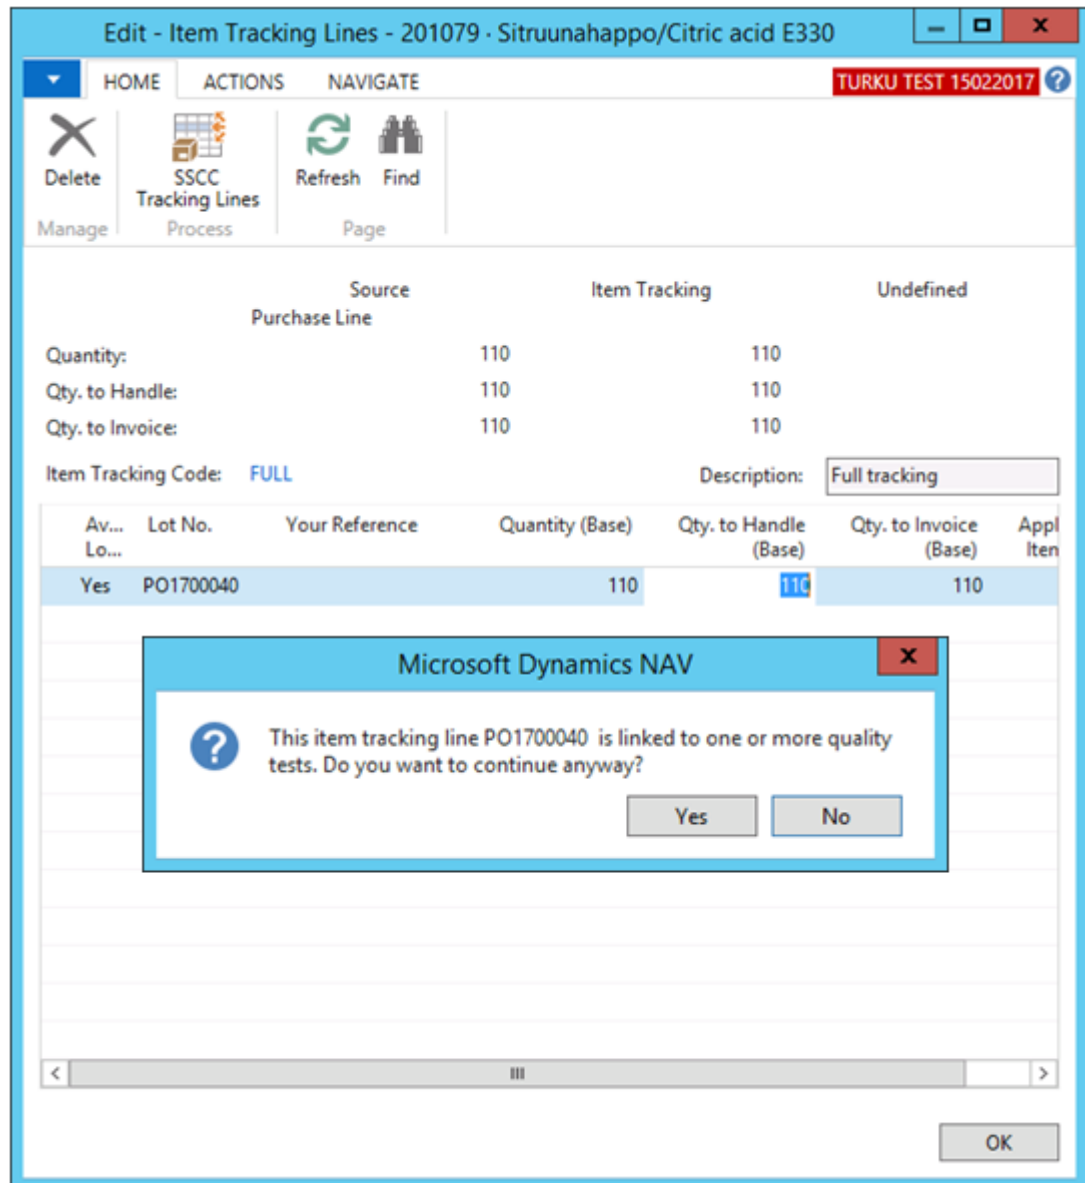 Edit - Item Tracking Lines - 201079 · Sitruunahappo/Citric acid E330
HOME ACTIONS NAVIGATE
TURKU TEST 15022017
Delete
SSCC
Tracking Lines
Refresh Find
Manage Process Page
Source Item Tracking Undefined
Purchase Line
Quantity: 110 110
Qty. to Handle: 110 110
Qty. to Invoice: 110 110
Item Tracking Code: FULL Description: Full tracking
Av... Lot No. Your Reference Quantity (Base) Qty. to Handle Qty. to Invoice Appl
Lo... (Base) (Base) Iten
Yes PO1700040 110 110 110
Microsoft Dynamics NAV
This item tracking line PO1700040 is linked to one or more quality
tests. Do you want to continue anyway?
Yes No
OK